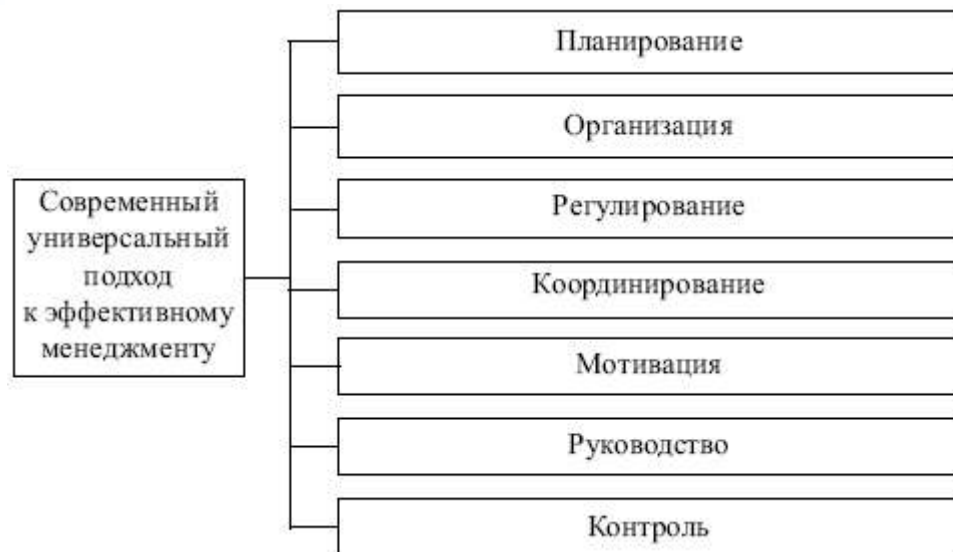 Современный
универсальный
подход
к эффективному
менеджменту
Планирование
Организация
Регулирование
Координирование
Мотивация
Руководство
Контроль